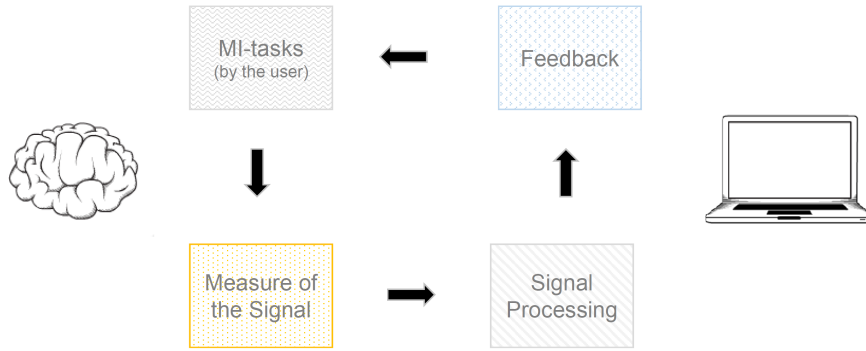 MI-tasks
(by the user)
Feedback
Measure of
the Signal
Signal
Processing